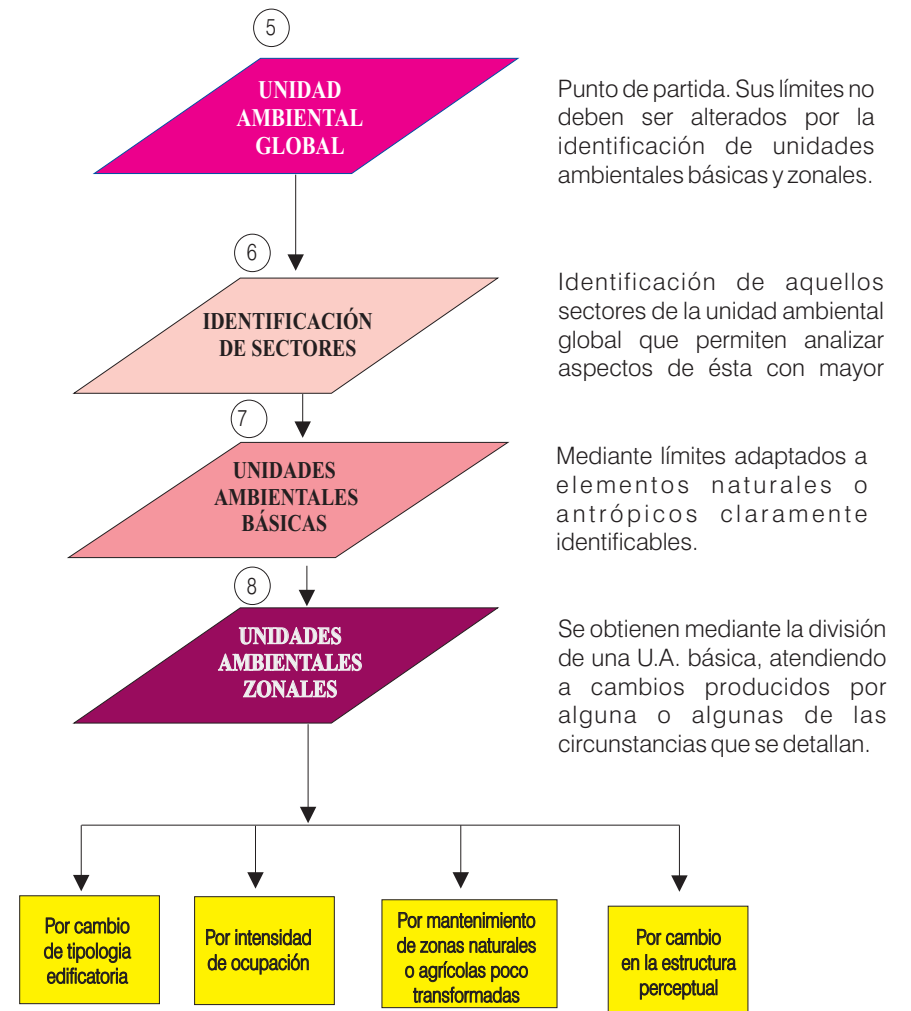 5
UNIDAD
AMBIENTAL
GLOBAL
Punto de partida. Sus límites no
deben ser alterados por la
identificación de unidades
ambientales básicas y zonales.
6
IDENTIFICACIÓN
DE SECTORES
Identificación de aquellos
sectores de la unidad ambiental
global que permiten analizar
aspectos de ésta con mayor
7
UNIDADES
AMBIENTALES
BÁSICAS
Mediante límites adaptados a
elementos naturales o
antrópicos claramente
identificables.
8
UNIDADES
AMBIENTALES
ZONALES
Se obtienen mediante la división
de una U.A. básica, atendiendo
a cambios producidos por
alguna o algunas de las
circunstancias que se detallan.
Por cambio
de tipologia
edificatoria
Por intensidad
de ocupación
Por mantenimiento
de zonas naturales
o agrícolas poco
transformadas
Por cambio
en la estructura
perceptual